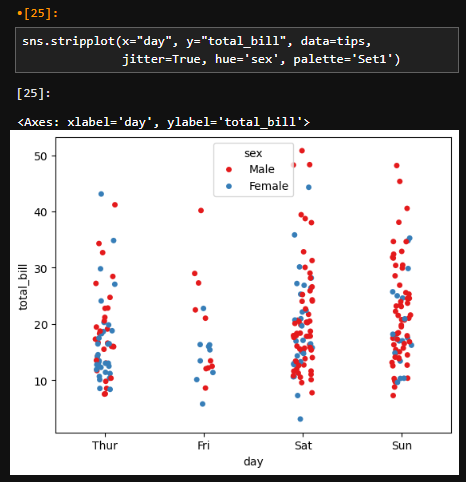 •[25]:
sns.stripplot(x="day", y="total_bill", data=tips,
jitter=True, hue='sex', palette='Set1')
[25]:
<Axes: xlabel='day', ylabel='total_bill'>
sex
Male
Female
50
40
30
20
10
total_bill
Thur Fri Sat Sun
day